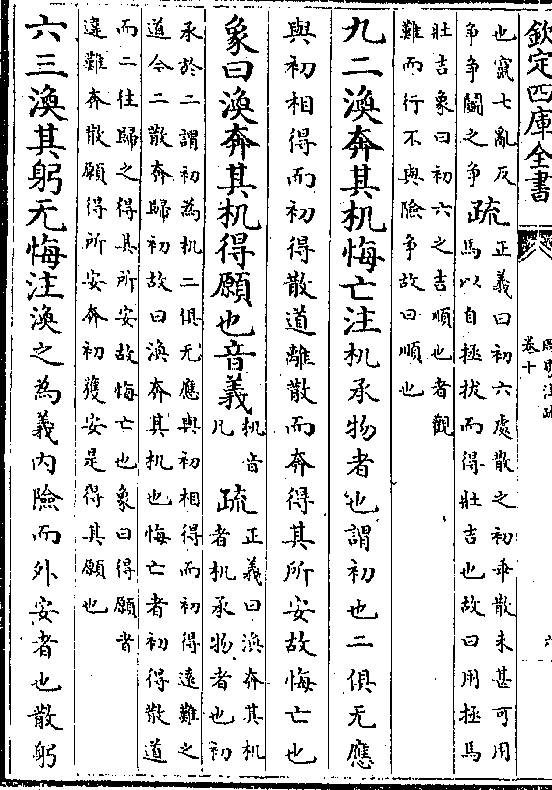 欽定四庫全書
卷十
也竄七亂反
爭爭鬭之爭
疏
正義曰初六處散之初乖散未甚可用
馬以自拯拔而得壯吉也故曰用拯馬
壯吉象曰初六之吉順也者觀
難而行不與險爭故曰順也
九二渙奔其机悔亡注机承物者也謂初也二俱无應
與初相得而初得散道離散而奔得其所安故悔亡也
象曰渙奔其机得願也音義
机音
几
疏
正義曰渙奔其机
者机承物者也初
承於二謂初為机二俱无應與初相得而初得遠難之
道今二散奔歸初故曰渙奔其机也悔亡者初得散道
而二往歸之得其所安故悔亡也象曰得願者
違難奔散願得所安奔初獲安是得其願也
六三渙其躬无悔注渙之為義內險而外安者也散躬